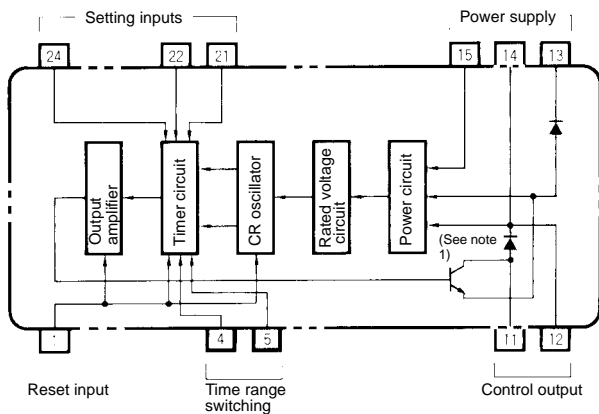 Setting inputs
Power supply
24
22
21
15
14
13
Output
amplifier
Timer circuit
CR oscillator
Rated voltage
circuit
Power circuit
(See note
1)
1
4
5
11
12
Reset input
Time range
switching
Control output